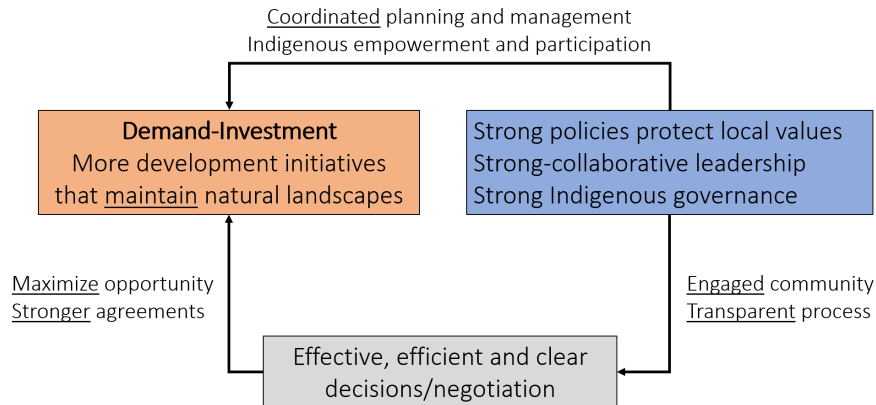 Coordinated planning and management
Indigenous empowerment and participation
Demand-Investment
More development initiatives
that maintain natural landscapes
Strong policies protect local values
Strong-collaborative leadership
Strong Indigenous governance
Maximize opportunity
Stronger agreements
Engaged community
Transparent process
Effective, efficient and clear
decisions/negotiation